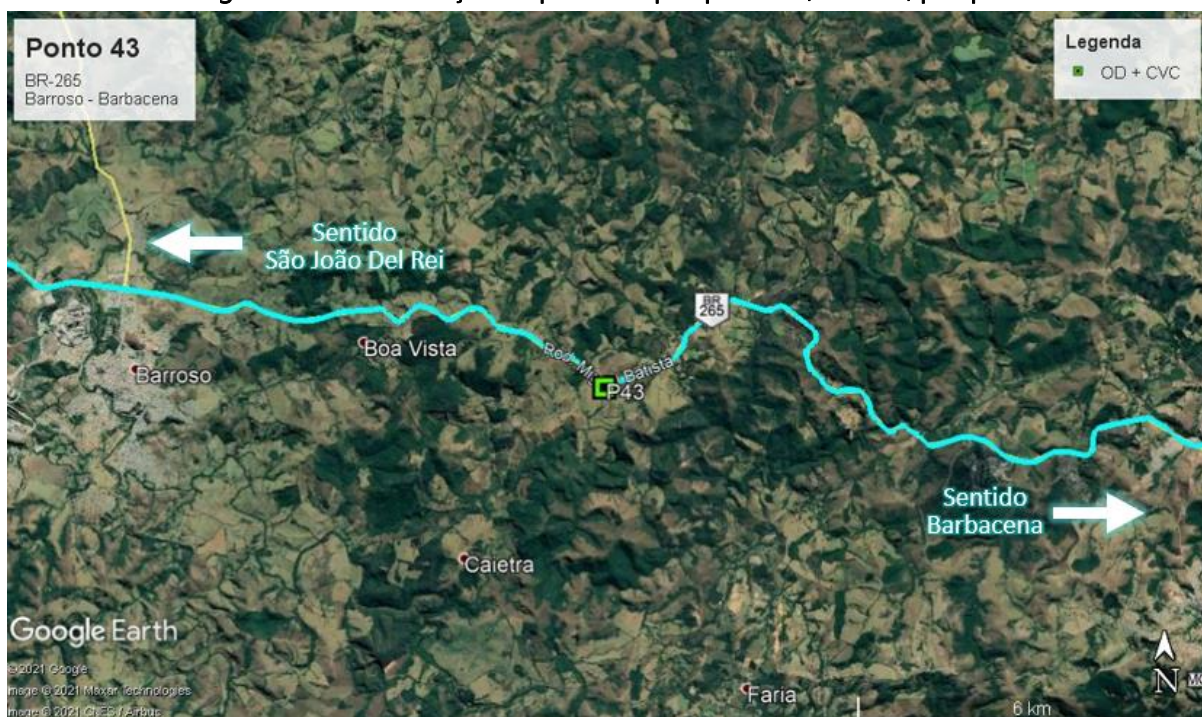 Ponto 43
BR-265
Barroso - Barbacena
Legenda
OD + CVC
Sentido
São João Del Rei
BR
265
Boa Vista
Rod
Batista
Barroso
P43
Sentido
Barbacena
Caietra
Google Earth
© 2021 Google
Image © 2021 Maxar Technologies
Image © 2021 CNES / Airbus
Faria
6 km
N